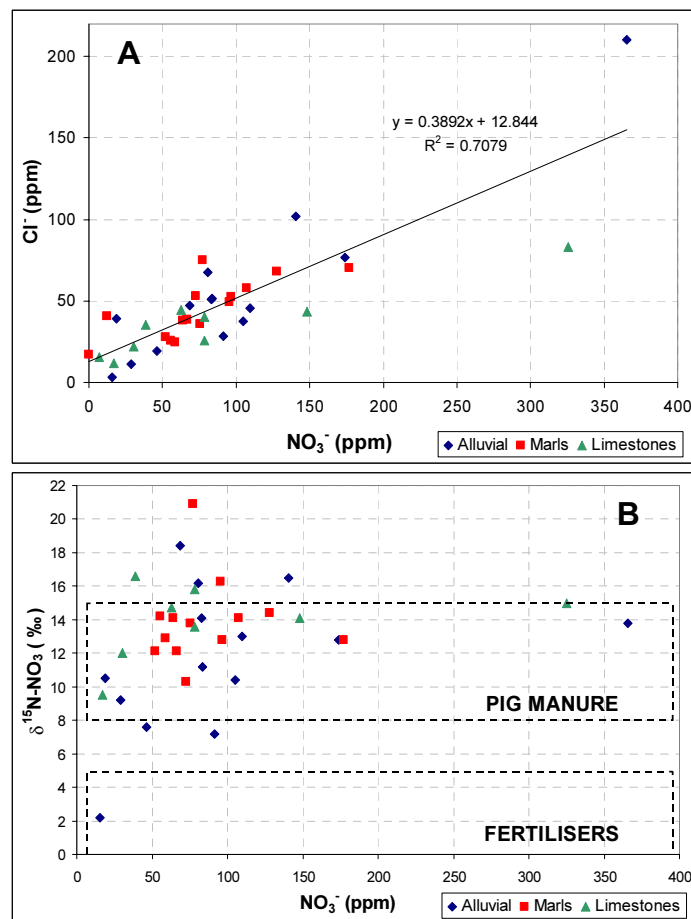 A
200
150
100
50
0
Cl⁻ (ppm)
y = 0.3892x + 12.844
R² = 0.7079
0 50 100 150 200 250 300 350 400
NO₃⁻ (ppm)
Alluvial Marls Limestones
B
22
20
18
16
14
12
10
8
6
4
2
0
δ¹⁵N-NO₃ (‰)
PIG MANURE
FERTILISERS
0 50 100 150 200 250 300 350 400
NO₃⁻ (ppm)
Alluvial Marls Limestones